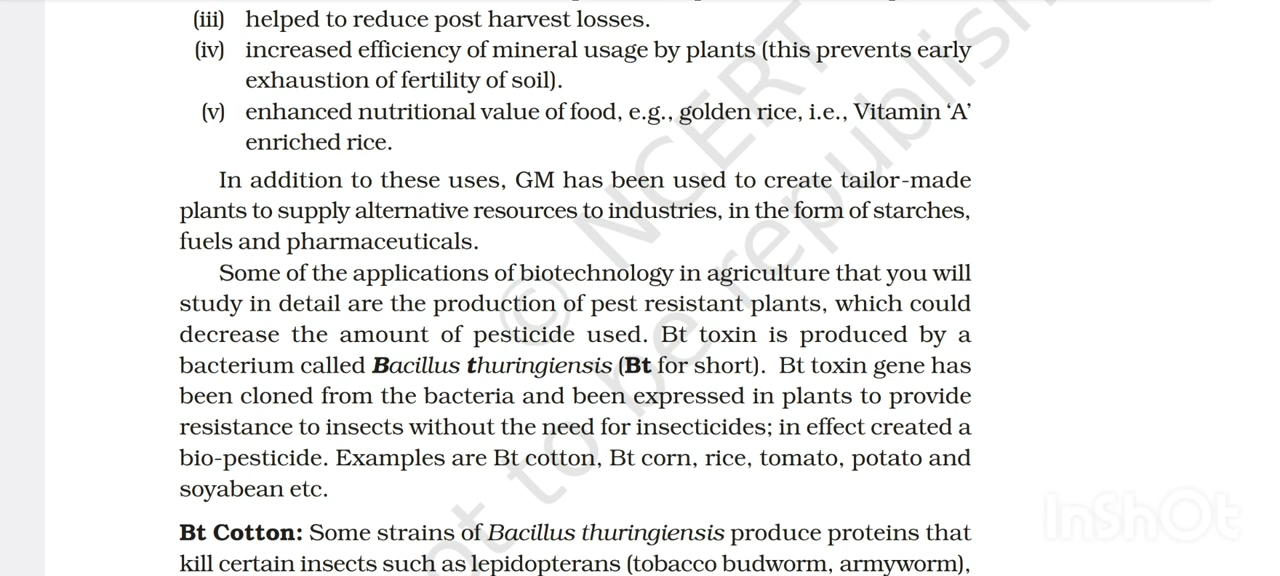 (iii) helped to reduce post harvest losses.
(iv) increased efficiency of mineral usage by plants (this prevents early
exhaustion of fertility of soil).
(v) enhanced nutritional value of food, e.g., golden rice, i.e., Vitamin ‘A’
enriched rice.
In addition to these uses, GM has been used to create tailor-made
plants to supply alternative resources to industries, in the form of starches,
fuels and pharmaceuticals.
Some of the applications of biotechnology in agriculture that you will
study in detail are the production of pest resistant plants, which could
decrease the amount of pesticide used. Bt toxin is produced by a
bacterium called Bacillus thuringiensis (Bt for short). Bt toxin gene has
been cloned from the bacteria and been expressed in plants to provide
resistance to insects without the need for insecticides; in effect created a
bio-pesticide. Examples are Bt cotton, Bt corn, rice, tomato, potato and
soyabean etc.
Bt Cotton: Some strains of Bacillus thuringiensis produce proteins that
kill certain insects such as lepidopterans (tobacco budworm, armyworm),
© NCERT
not to be republish
InShOt